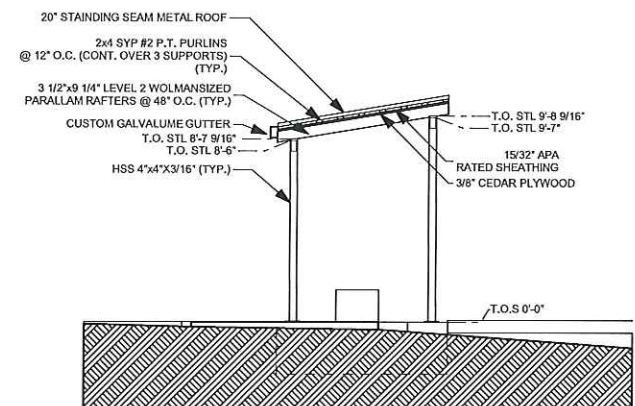 20" STAINDING SEAM METAL ROOF
2x4 SYP #2 P.T. PURLINS
@ 12" O.C. (CONT. OVER 3 SUPPORTS)
(TYP.)
3 1/2"x9 1/4" LEVEL 2 WOLMANSIZED
PARALLAM RAFTERS @ 48" O.C. (TYP.)
CUSTOM GALVALUME GUTTER
T.O. STL 8'-7 9/16"
T.O. STL 8'-6"
HSS 4"x4"X3/16" (TYP.)
T.O. STL 9'-8 9/16"
T.O. STL 9'-7"
15/32" APA
RATED SHEATHING
3/8" CEDAR PLYWOOD
T.O.S 0'-0"